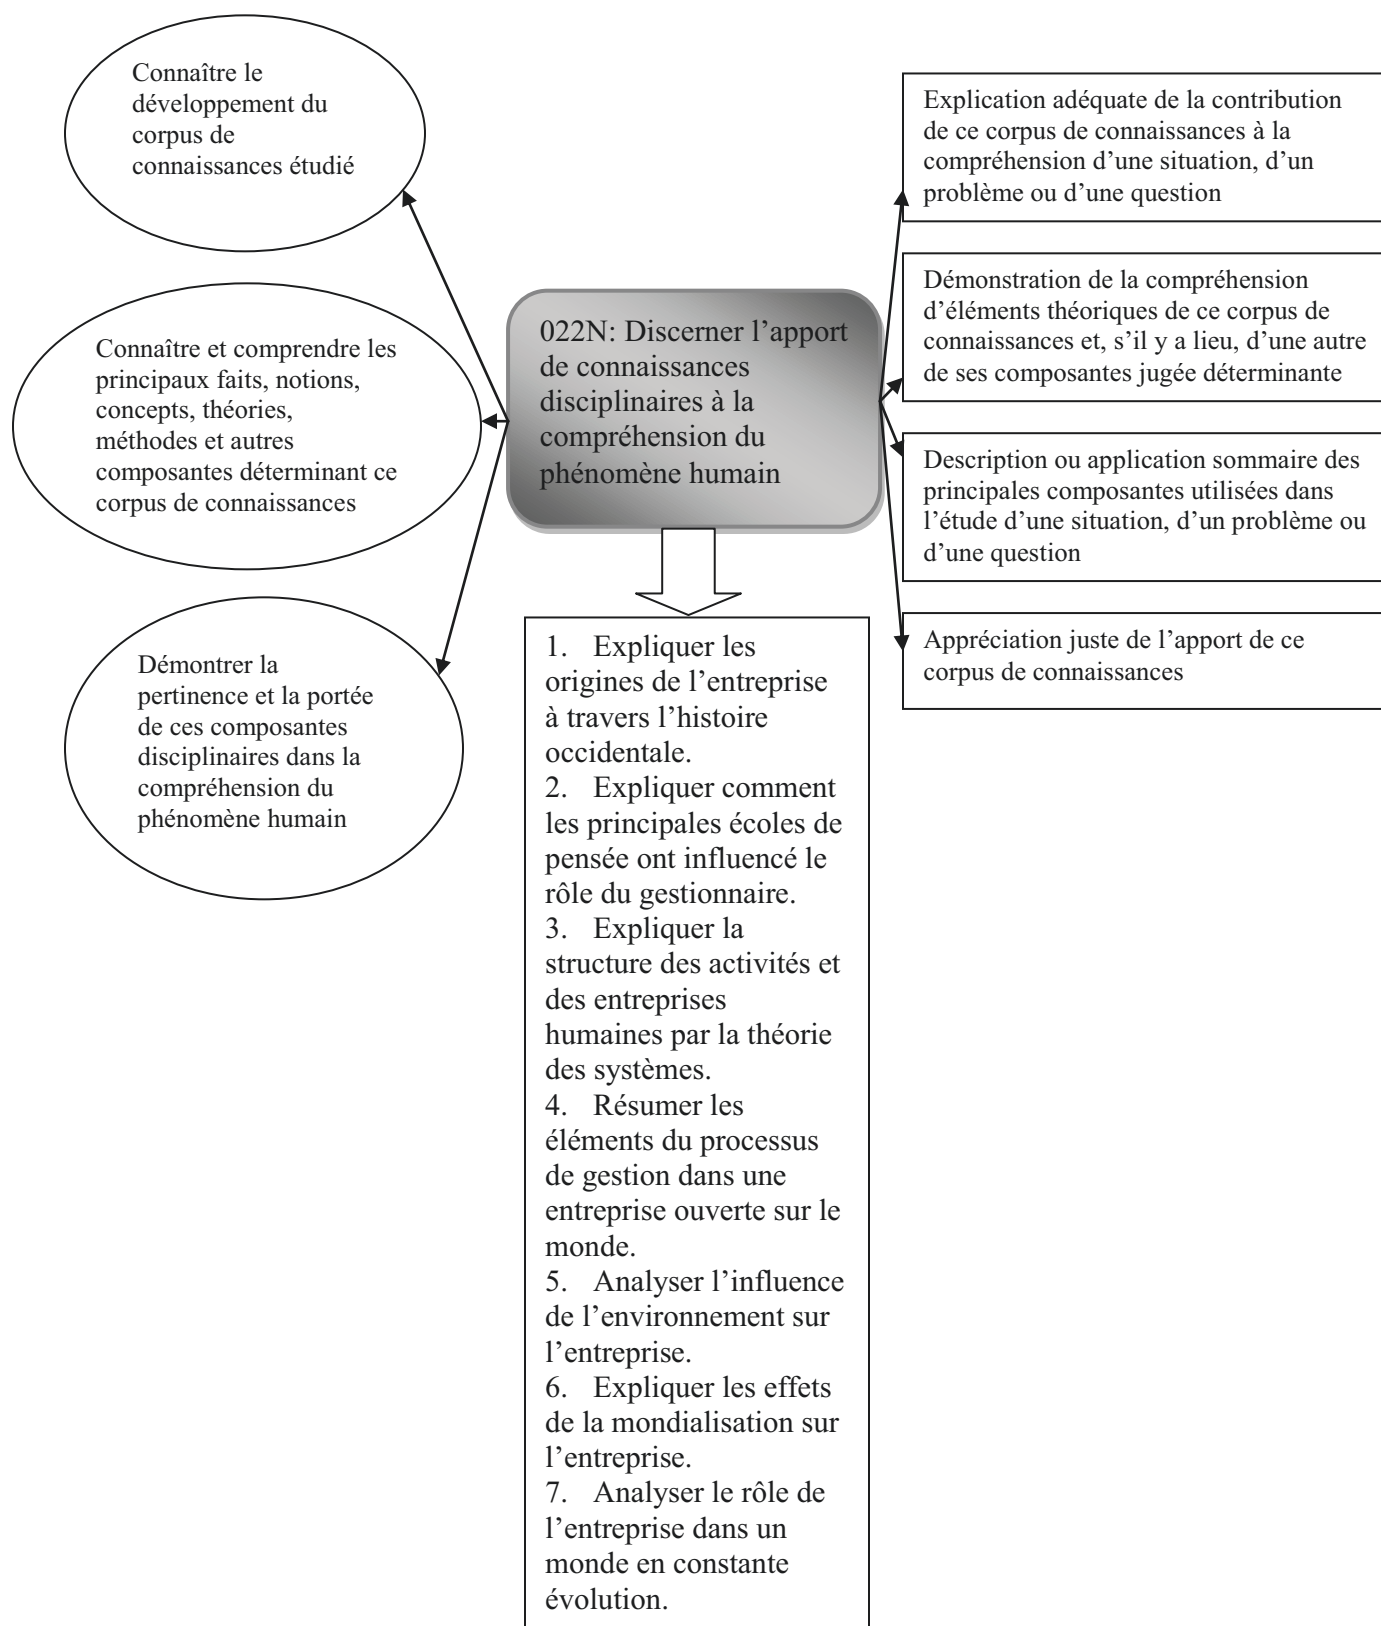 Connaître le
développement du
corpus de
connaissances étudié
Connaître et comprendre les
principaux faits, notions,
concepts, théories,
méthodes et autres
composantes déterminant ce
corpus de connaissances
Démontrer la
pertinence et la portée
de ces composantes
disciplinaires dans la
compréhension du
phénomène humain
022N: Discerner l’apport
de connaissances
disciplinaires à la
compréhension du
phénomène humain
1. Expliquer les
origines de l’entreprise
à travers l’histoire
occidentale.
2. Expliquer comment
les principales écoles de
pensée ont influencé le
rôle du gestionnaire.
3. Expliquer la
structure des activités et
des entreprises
humaines par la théorie
des systèmes.
4. Résumer les
éléments du processus
de gestion dans une
entreprise ouverte sur le
monde.
5. Analyser l’influence
de l’environnement sur
l’entreprise.
6. Expliquer les effets
de la mondialisation sur
l’entreprise.
7. Analyser le rôle de
l’entreprise dans un
monde en constante
évolution.
Explication adéquate de la contribution
de ce corpus de connaissances à la
compréhension d’une situation, d’un
problème ou d’une question
Démonstration de la compréhension
d’éléments théoriques de ce corpus de
connaissances et, s’il y a lieu, d’une autre
de ses composantes jugée déterminante
Description ou application sommaire des
principales composantes utilisées dans
l’étude d’une situation, d’un problème ou
d’une question
Appréciation juste de l’apport de ce
corpus de connaissances